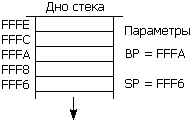 Дно стека
FFFE
FFFC
FFFA
FFF8
FFF6
Параметры
BP = FFFA
SP = FFF6